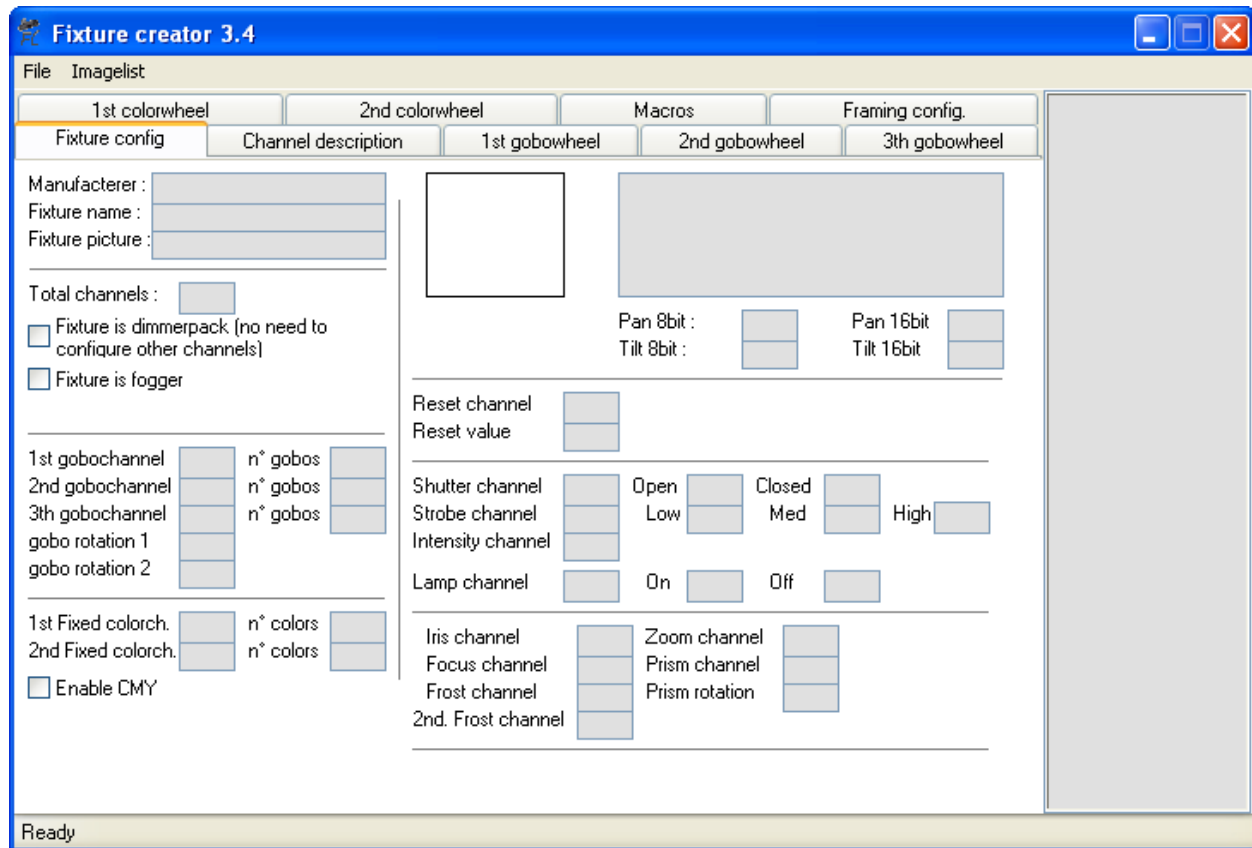 Fixture creator 3.4
File Imagelist
1st colorwheel 2nd colorwheel Macros Framing config.
Fixture config Channel description 1st gobowheel 2nd gobowheel 3th gobowheel
Manufacterer :
Fixture name :
Fixture picture :
Total channels :
Fixture is dimmerpack (no need to
configure other channels)
Fixture is fogger
1st gobochannel n° gobos
2nd gobochannel n° gobos
3th gobochannel n° gobos
gobo rotation 1
gobo rotation 2
1st Fixed colorch. n° colors
2nd Fixed colorch. n° colors
Enable CMY
Pan 8bit : Pan 16bit
Tilt 8bit : Tilt 16bit
Reset channel
Reset value
Shutter channel Open Closed
Strobe channel Low Med High
Intensity channel
Lamp channel On Off
Iris channel Zoom channel
Focus channel Prism channel
Frost channel Prism rotation
2nd. Frost channel
Ready